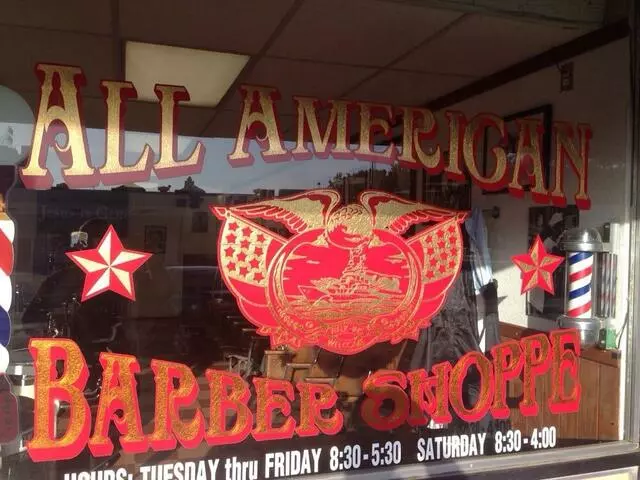 ALL AMERICAN
BARBER SHOPPE
HOURS: TUESDAY thru FRIDAY 8:30-5:30 SATURDAY 8:30-4:00